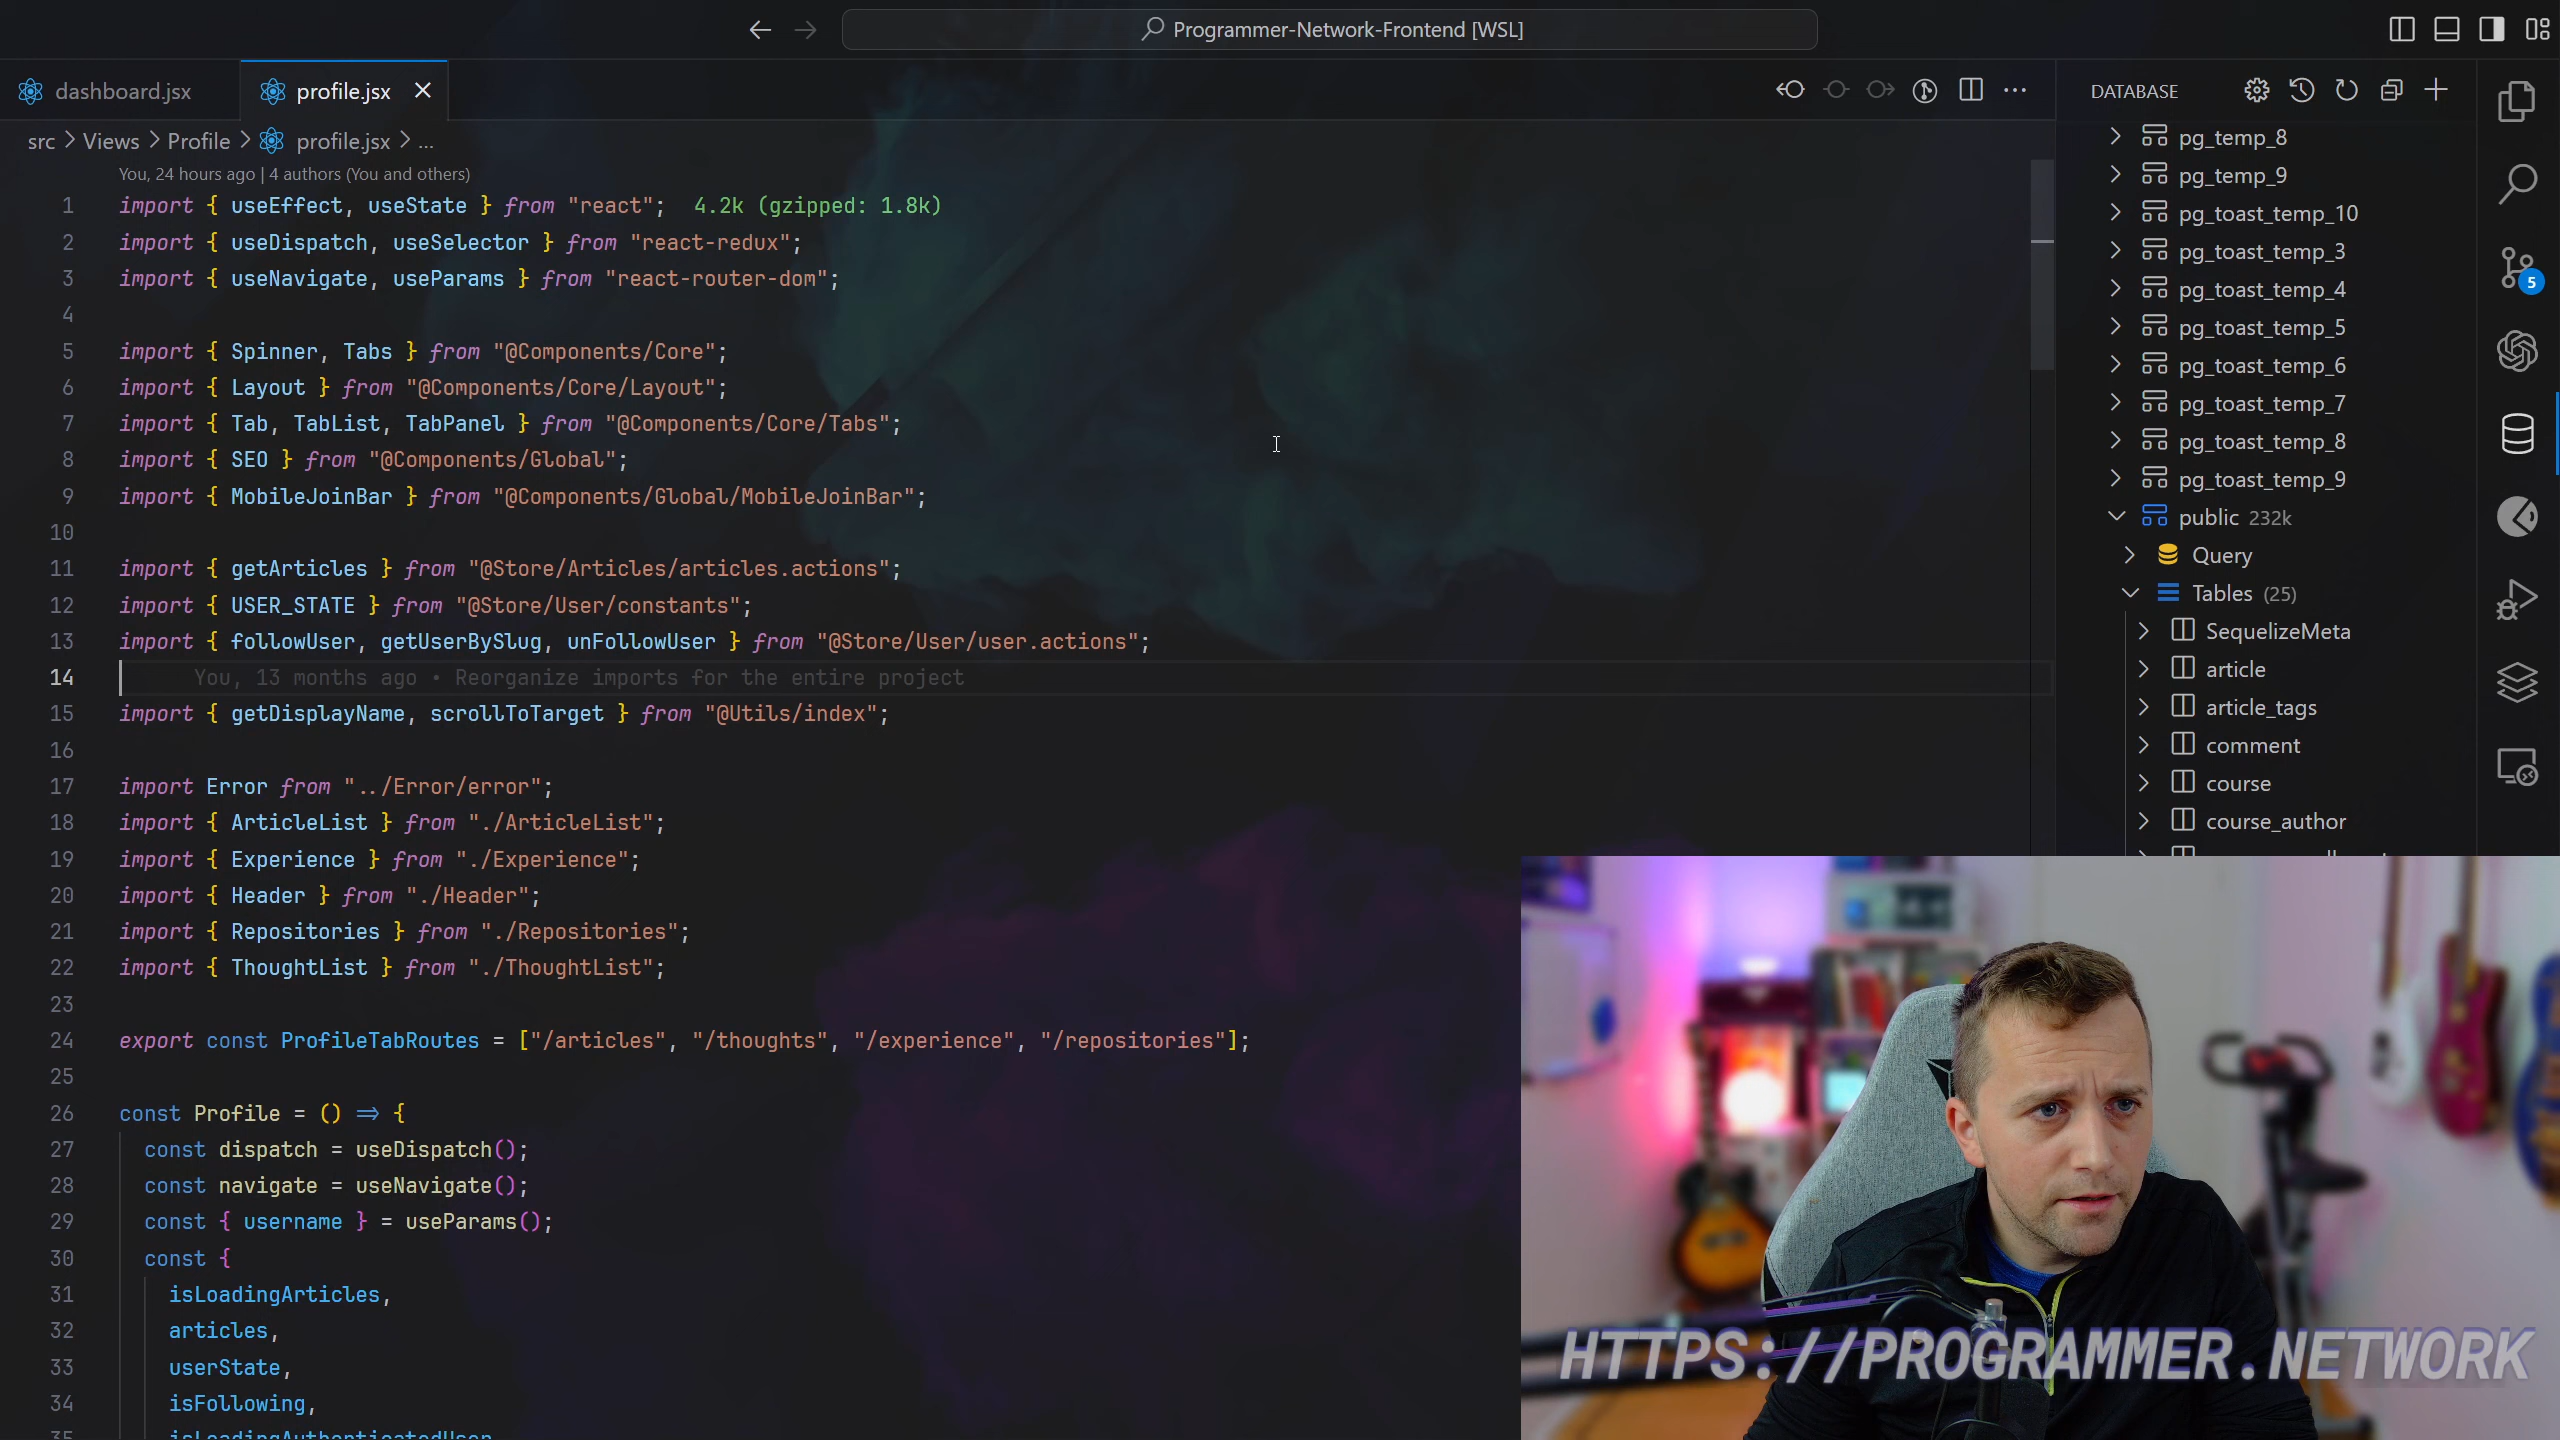 Programmer-Network-Frontend [WSL]
dashboard.jsx
profile.jsx
src > Views > Profile > profile.jsx > ...
You, 24 hours ago | 4 authors (You and others)
1 import { useEffect, useState } from "react"; 4.2k (gzipped: 1.8k)
2 import { useDispatch, useSelector } from "react-redux";
3 import { useNavigate, useParams } from "react-router-dom";
4
5 import { Spinner, Tabs } from "@Components/Core";
6 import { Layout } from "@Components/Core/Layout";
7 import { Tab, TabList, TabPanel } from "@Components/Core/Tabs";
8 import { SEO } from "@Components/Global";
9 import { MobileJoinBar } from "@Components/Global/MobileJoinBar";
10
11 import { getArticles } from "@Store/Articles/articles.actions";
12 import { USER_STATE } from "@Store/User/constants";
13 import { followUser, getUserBySlug, unFollowUser } from "@Store/User/user.actions";
14 You, 13 months ago • Reorganize imports for the entire project
15 import { getDisplayName, scrollToTarget } from "@Utils/index";
16
17 import Error from "../Error/error";
18 import { ArticleList } from "./ArticleList";
19 import { Experience } from "./Experience";
20 import { Header } from "./Header";
21 import { Repositories } from "./Repositories";
22 import { ThoughtList } from "./ThoughtList";
23
24 export const ProfileTabRoutes = ["/articles", "/thoughts", "/experience", "/repositories"];
25
26 const Profile = () => {
27 const dispatch = useDispatch();
28 const navigate = useNavigate();
29 const { username } = useParams();
30 const {
31 isLoadingArticles,
32 articles,
33 userState,
34 isFollowing,
35 isLoadingAuthenticatedUser
DATABASE
pg_temp_8
pg_temp_9
pg_toast_temp_10
pg_toast_temp_3
pg_toast_temp_4
pg_toast_temp_5
pg_toast_temp_6
pg_toast_temp_7
pg_toast_temp_8
pg_toast_temp_9
public 232k
Query
Tables (25)
SequelizeMeta
article
article_tags
comment
course
course_author
5
HTTPS://PROGRAMMER.NETWORK